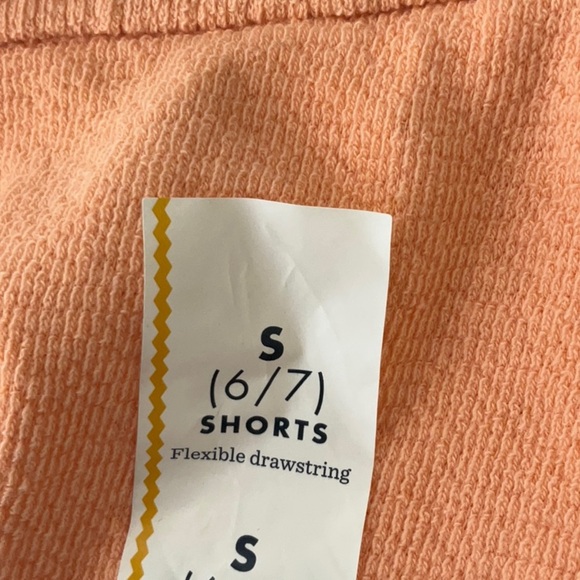 S
(6/7)
SHORTS
Flexible drawstring
S